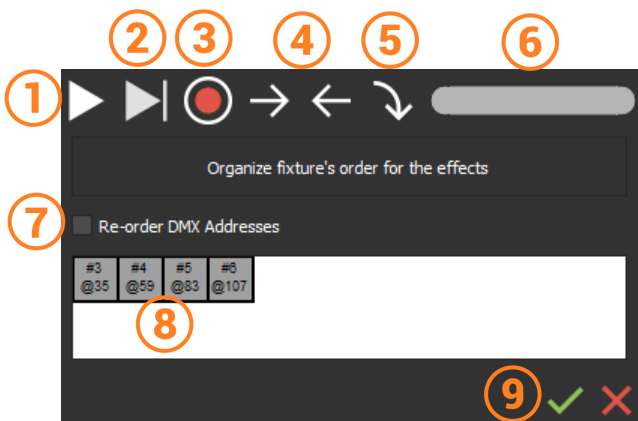 2 3 4 5 6
1
Organize fixture's order for the effects
7 Re-order DMX Addresses
#3 #4 #5 #6
@35 @59 @83 @107
8
9